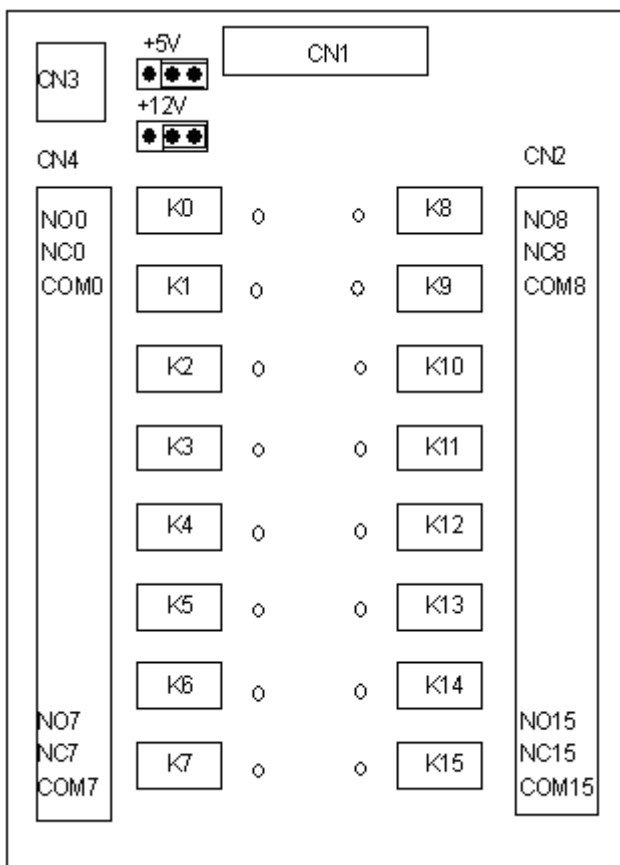 +5V
CN1
CN3
+12V
CN4
CN2
K0
K8
NO0
NO8
NC0
NC8
COM0
K1
K9
COM8
K2
K10
K3
K11
K4
K12
K5
K13
K6
K14
NO7
NO15
NC7
K7
K15
NC15
COM7
COM15